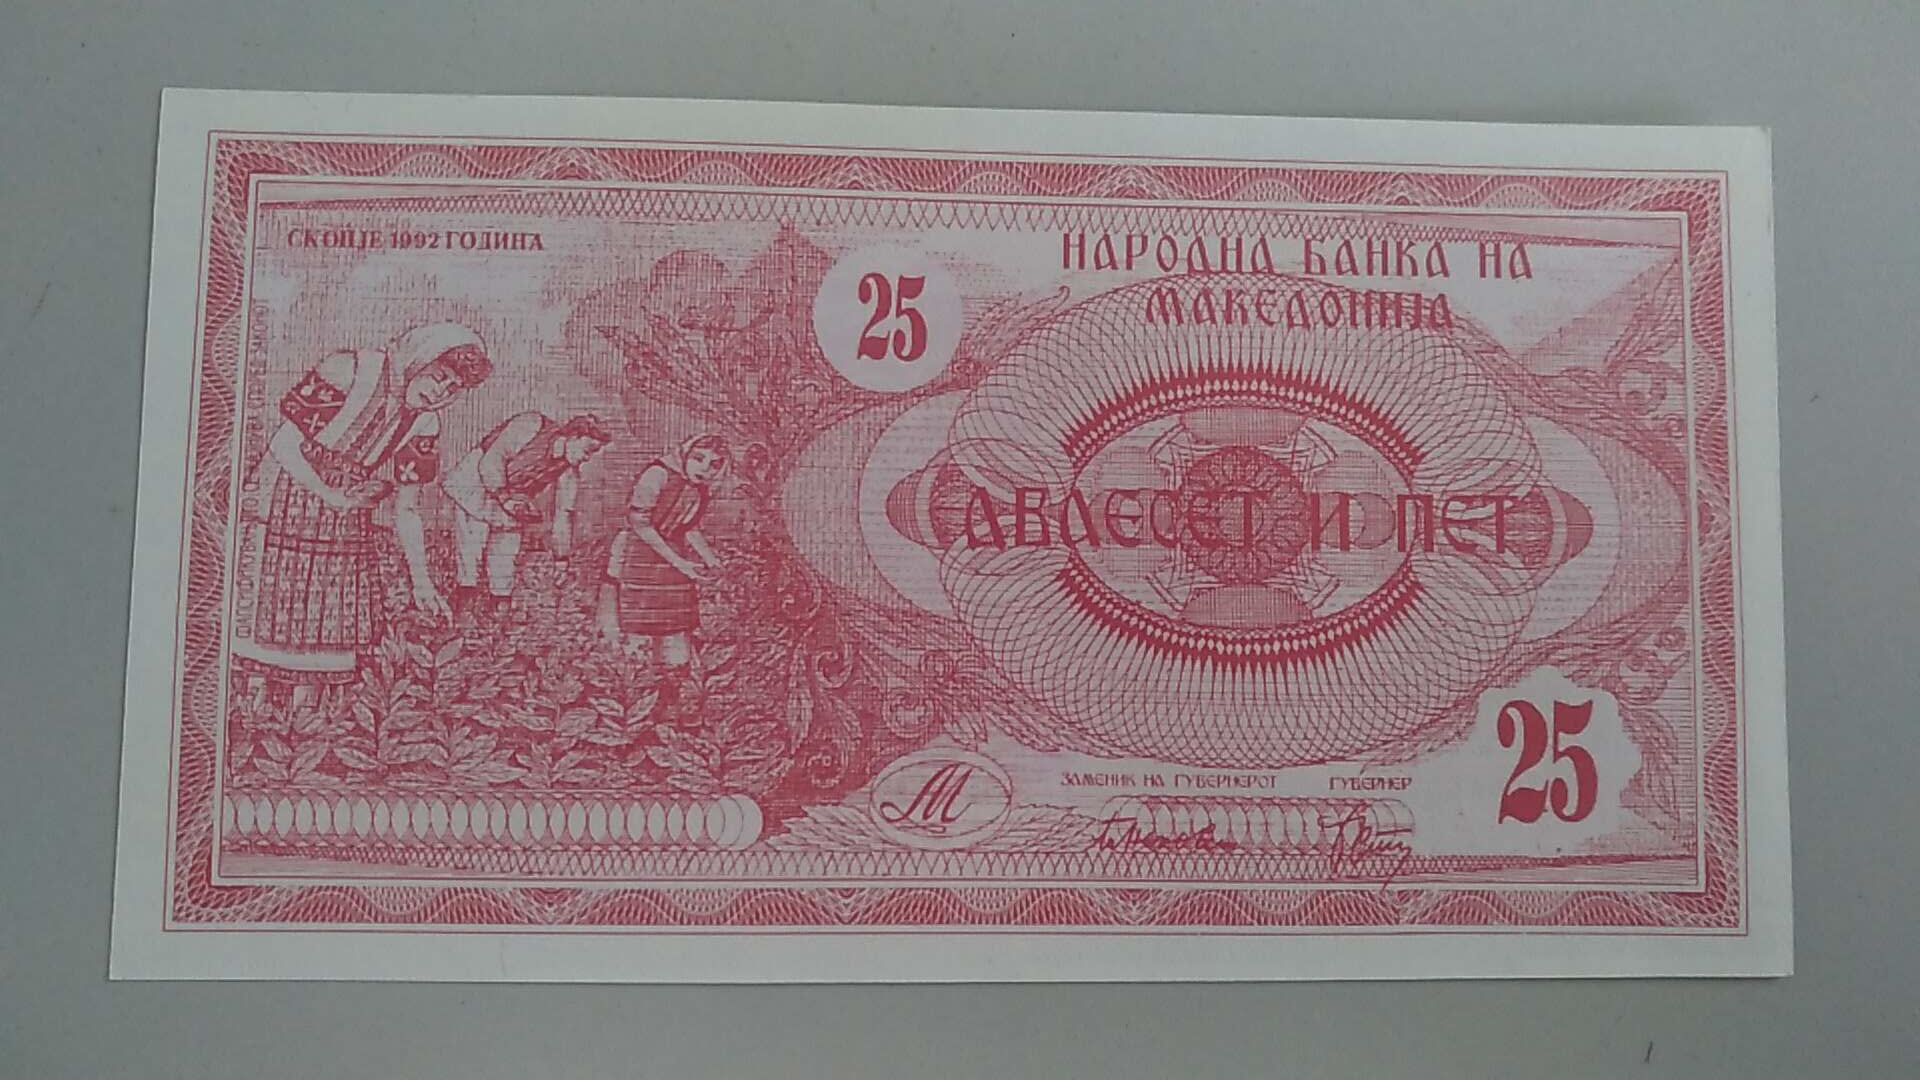 СКОПЈЕ 1992 ГОДИНА
25
НАРОДНА БАНКА НА
МАКЕДОНИЈА
ДВАЕСЕТ И ПЕТ
М
ЗАМЕНИК НА ГУВЕРНЕРОТ
ГУВЕРНЕР
25